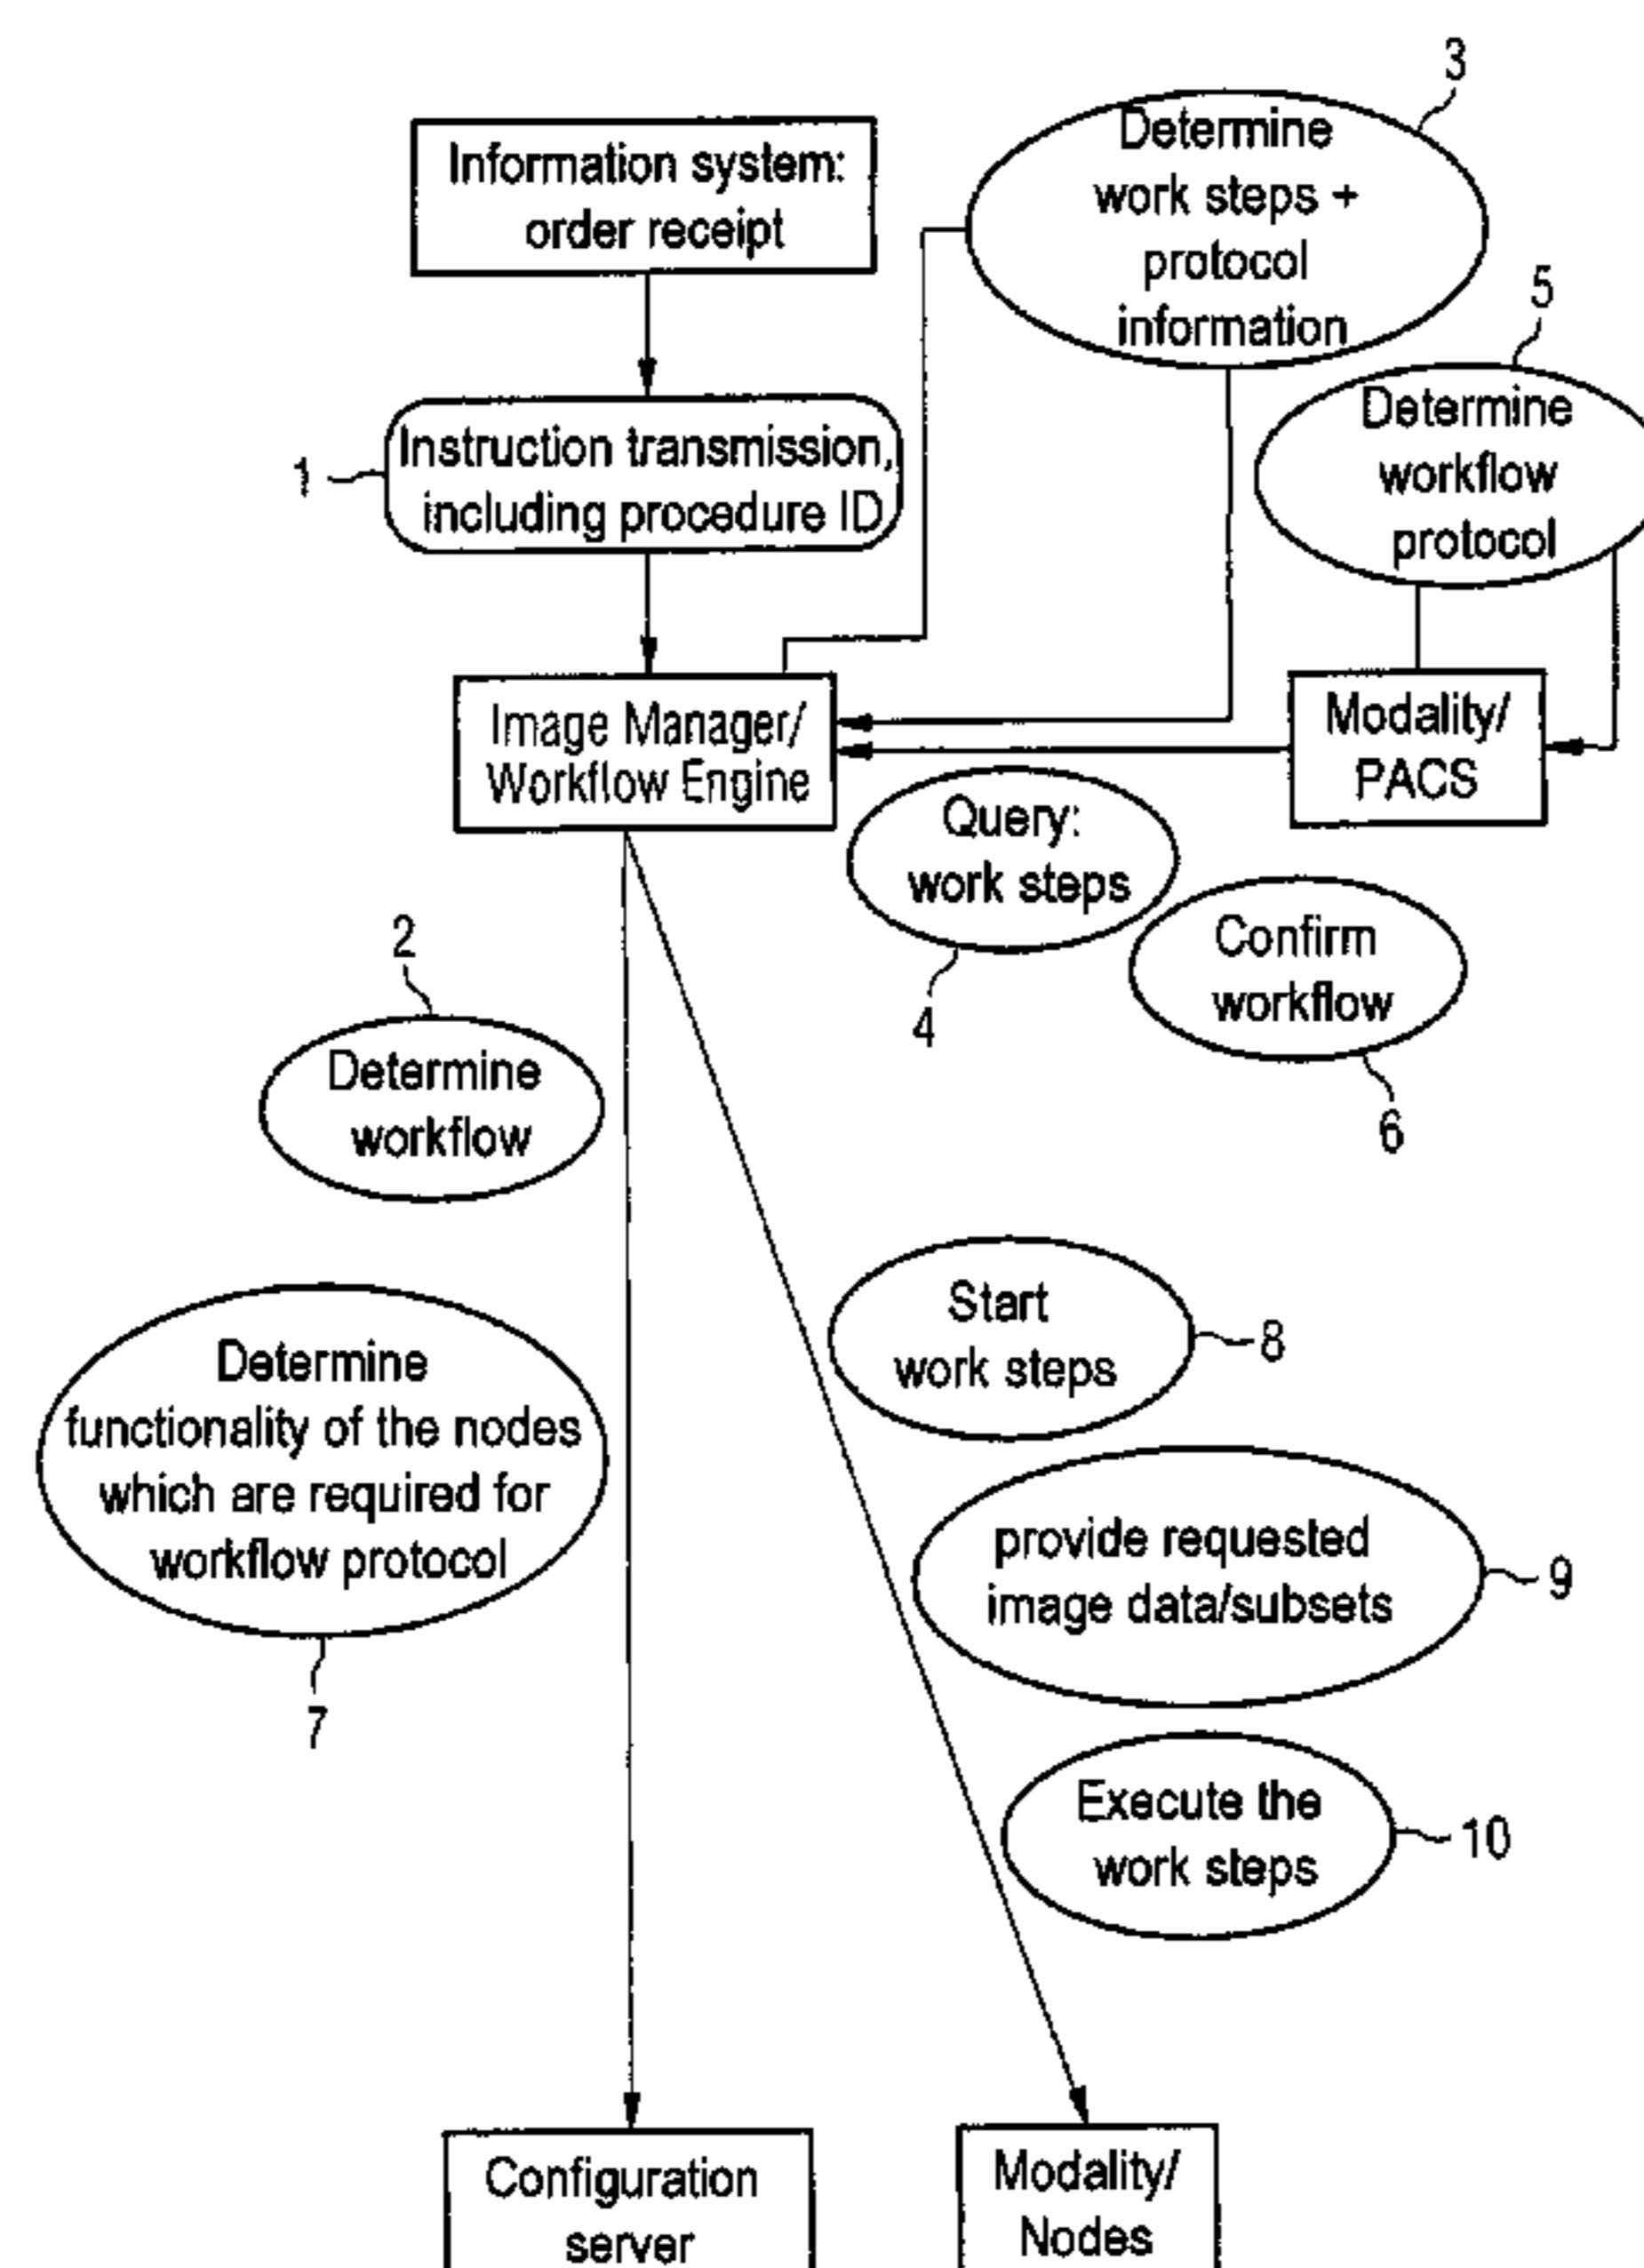 3
Information system:
order receipt
Determine
work steps +
protocol
information
5
Determine
workflow
protocol
1
Instruction transmission,
including procedure ID
Image Manager/
Workflow Engine
Modality/
PACS
Query:
work steps
4
Confirm
workflow
6
2
Determine
workflow
Start
work steps
8
Determine
functionality of the nodes
which are required for
workflow protocol
7
provide requested
image data/subsets
9
Execute the
work steps
10
Configuration
server
Modality/
Nodes